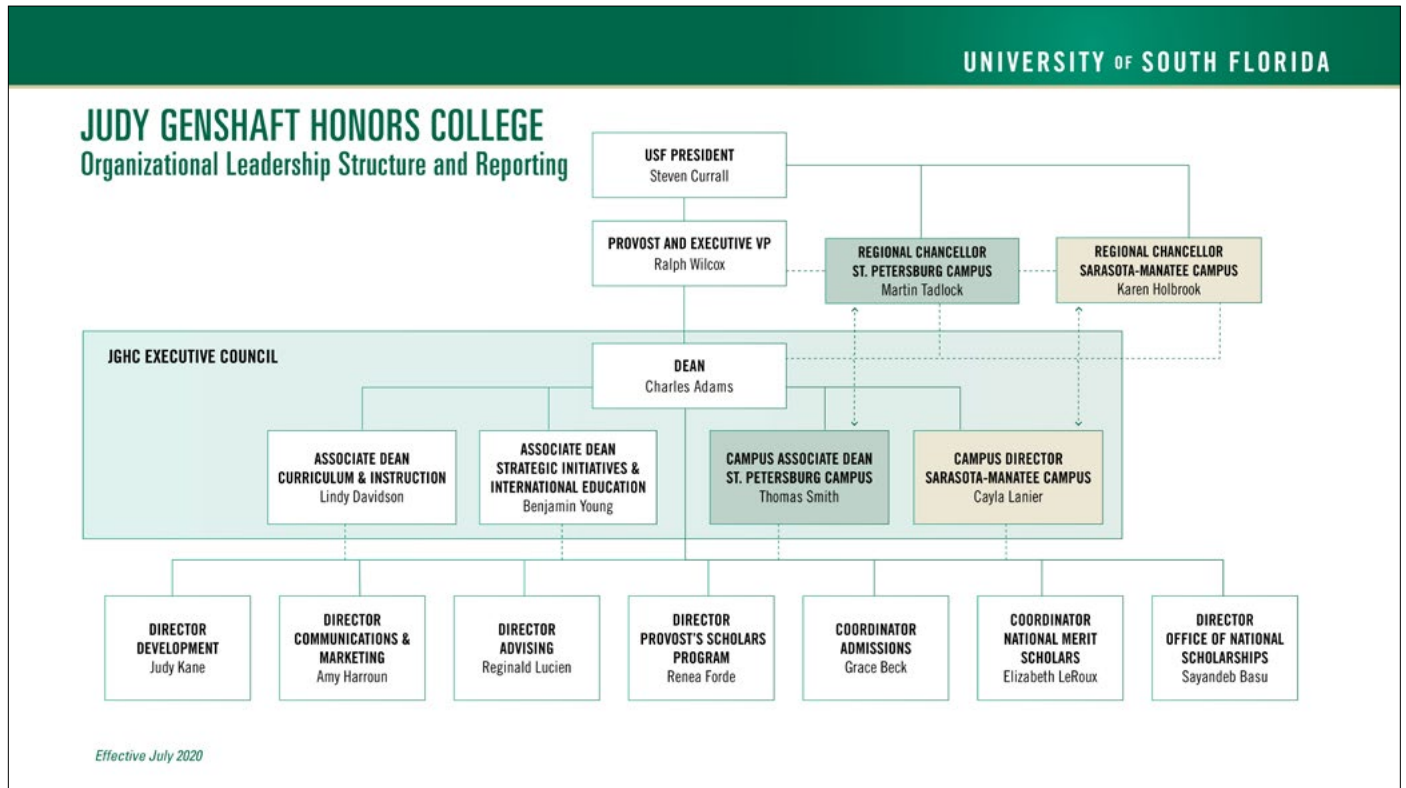 UNIVERSITY OF SOUTH FLORIDA
JUDY GENSHAFT HONORS COLLEGE
Organizational Leadership Structure and Reporting
USF PRESIDENT
Steven Currall
PROVOST AND EXECUTIVE VP
Ralph Wilcox
REGIONAL CHANCELLOR
ST. PETERSBURG CAMPUS
Martin Tadlock
REGIONAL CHANCELLOR
SARASOTA-MANATEE CAMPUS
Karen Holbrook
JGHC EXECUTIVE COUNCIL
DEAN
Charles Adams
ASSOCIATE DEAN
CURRICULUM & INSTRUCTION
Lindy Davidson
ASSOCIATE DEAN
STRATEGIC INITIATIVES &
INTERNATIONAL EDUCATION
Benjamin Young
CAMPUS ASSOCIATE DEAN
ST. PETERSBURG CAMPUS
Thomas Smith
CAMPUS DIRECTOR
SARASOTA-MANATEE CAMPUS
Cayla Lanier
DIRECTOR
DEVELOPMENT
Judy Kane
DIRECTOR
COMMUNICATIONS &
MARKETING
Amy Harroun
DIRECTOR
ADVISING
Reginald Lucien
DIRECTOR
PROVOST'S SCHOLARS
PROGRAM
Renea Forde
COORDINATOR
ADMISSIONS
Grace Beck
COORDINATOR
NATIONAL MERIT
SCHOLARS
Elizabeth LeRoux
DIRECTOR
OFFICE OF NATIONAL
SCHOLARSHIPS
Sayandeb Basu
Effective July 2020